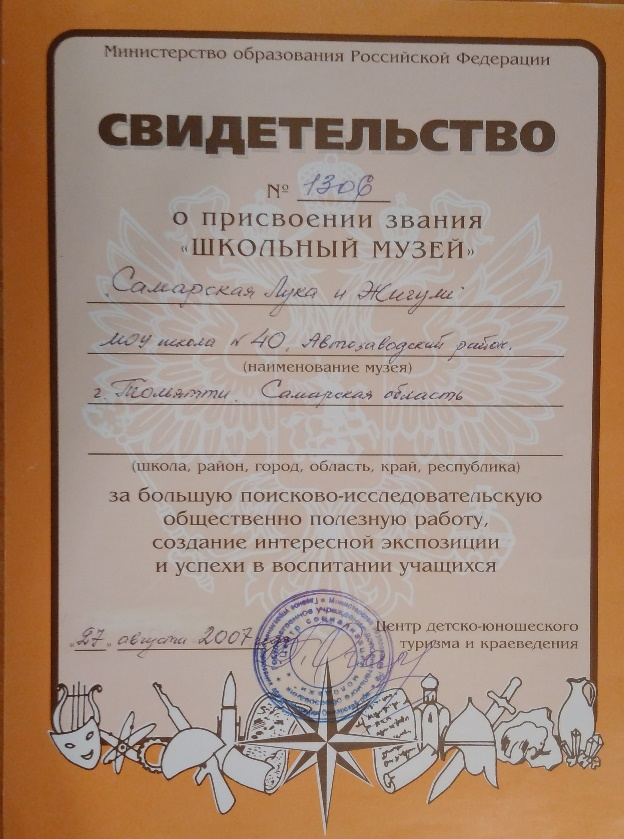 Министерство образования Российской Федерации
СВИДЕТЕЛЬСТВО
№ 1306
о присвоении звания
«ШКОЛЬНЫЙ МУЗЕЙ»
"Самарская Лука и Жигули"
МОУ школа № 40, Автозаводский район.
(наименование музея)
г. Тольятти. Самарская область
(школа, район, город, область, край, республика)
за большую поисково-исследовательскую
общественно полезную работу,
создание интересной экспозиции
и успехи в воспитании учащихся
„27„ августа 2007 года
Центр детско-юношеского
туризма и краеведения